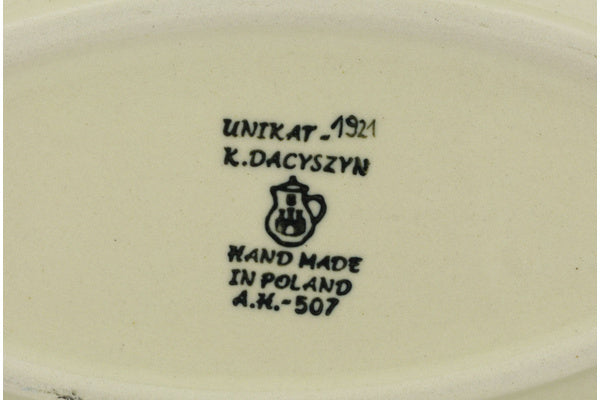 UNIKAT-1921
K.DACYSZYN
HAND MADE
IN POLAND
A.H.-507